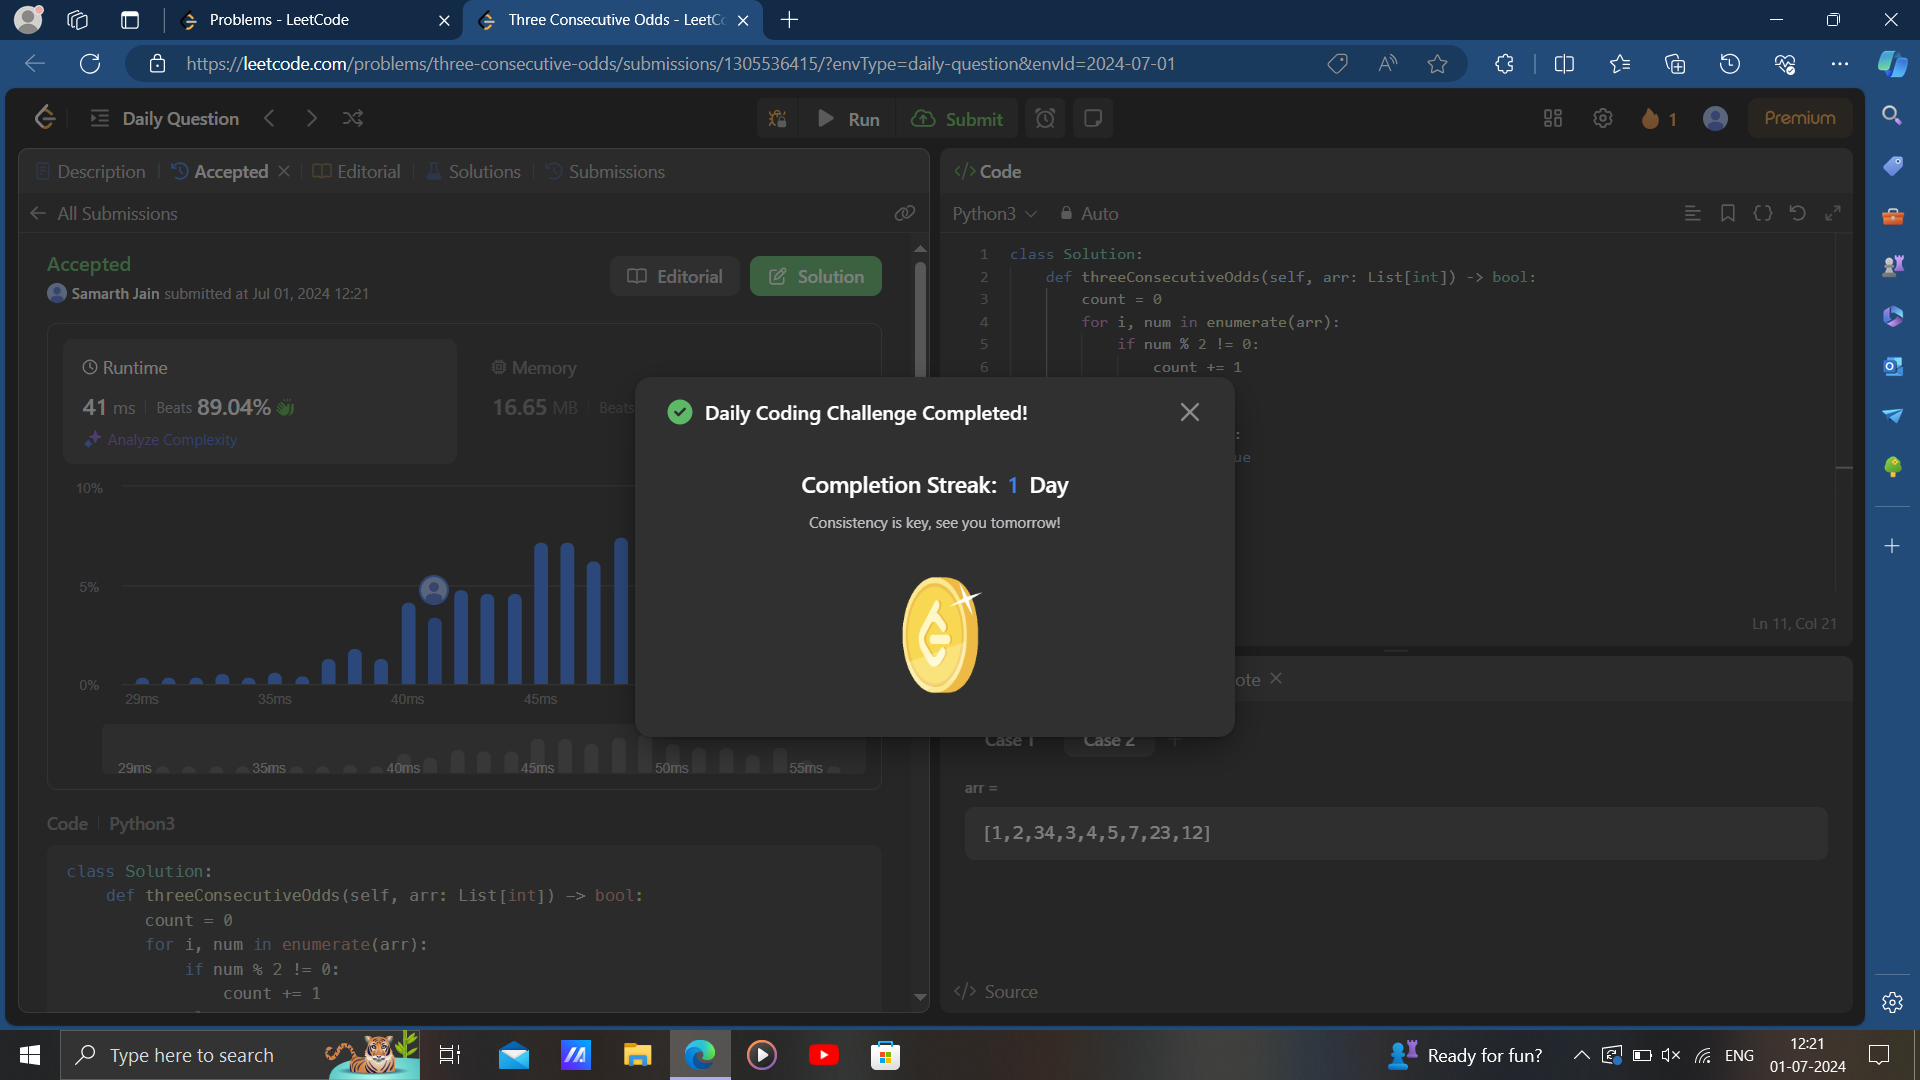 Problems - LeetCode
Three Consecutive Odds - LeetCo
https://leetcode.com/problems/three-consecutive-odds/submissions/1305536415/?envType=daily-question&envId=2024-07-01
Daily Question
Run
Submit
1
Premium
Description
Accepted
Editorial
Solutions
Submissions
All Submissions
Accepted
Samarth Jain submitted at Jul 01, 2024 12:21
Editorial
Solution
Runtime
41 ms
Beats 89.04%
Analyze Complexity
Memory
16.65 MB
Beats
10%
5%
0%
29ms
35ms
40ms
45ms
29ms
35ms
40ms
45ms
50ms
55ms
Code
Python3
class Solution:
def threeConsecutiveOdds(self, arr: List[int]) -> bool:
count = 0
for i, num in enumerate(arr):
if num % 2 != 0:
count += 1
Daily Coding Challenge Completed!
Completion Streak: 1 Day
Consistency is key, see you tomorrow!
</> Code
Python3
Auto
1 class Solution:
2 def threeConsecutiveOdds(self, arr: List[int]) -> bool:
3 count = 0
4 for i, num in enumerate(arr):
5 if num % 2 != 0:
6 count += 1
:
ue
Ln 11, Col 21
ote
Case 1
Case 2
arr =
[1,2,34,3,4,5,7,23,12]
</> Source
Type here to search
Ready for fun?
ENG
12:21
01-07-2024